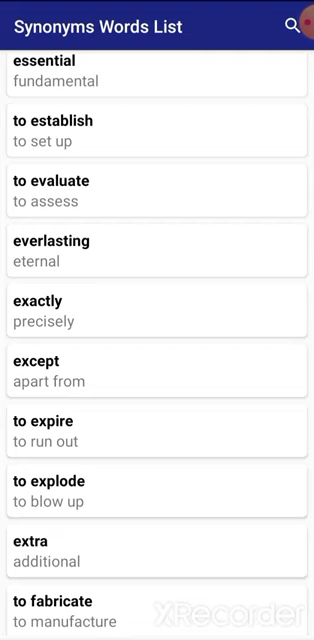 Synonyms Words List
essential
fundamental
to establish
to set up
to evaluate
to assess
everlasting
eternal
exactly
precisely
except
apart from
to expire
to run out
to explode
to blow up
extra
additional
to fabricate
to manufacture
XRecorder